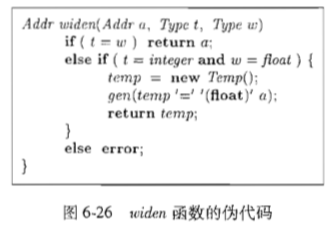 Addr widen(Addr a, Type t, Type w)
if ( t = w ) return a;
else if ( t = integer and w = float ) {
temp = new Temp();
gen(temp '=' '(float)' a);
return temp;
}
else error;
}
图 6-26 widen 函数的伪代码